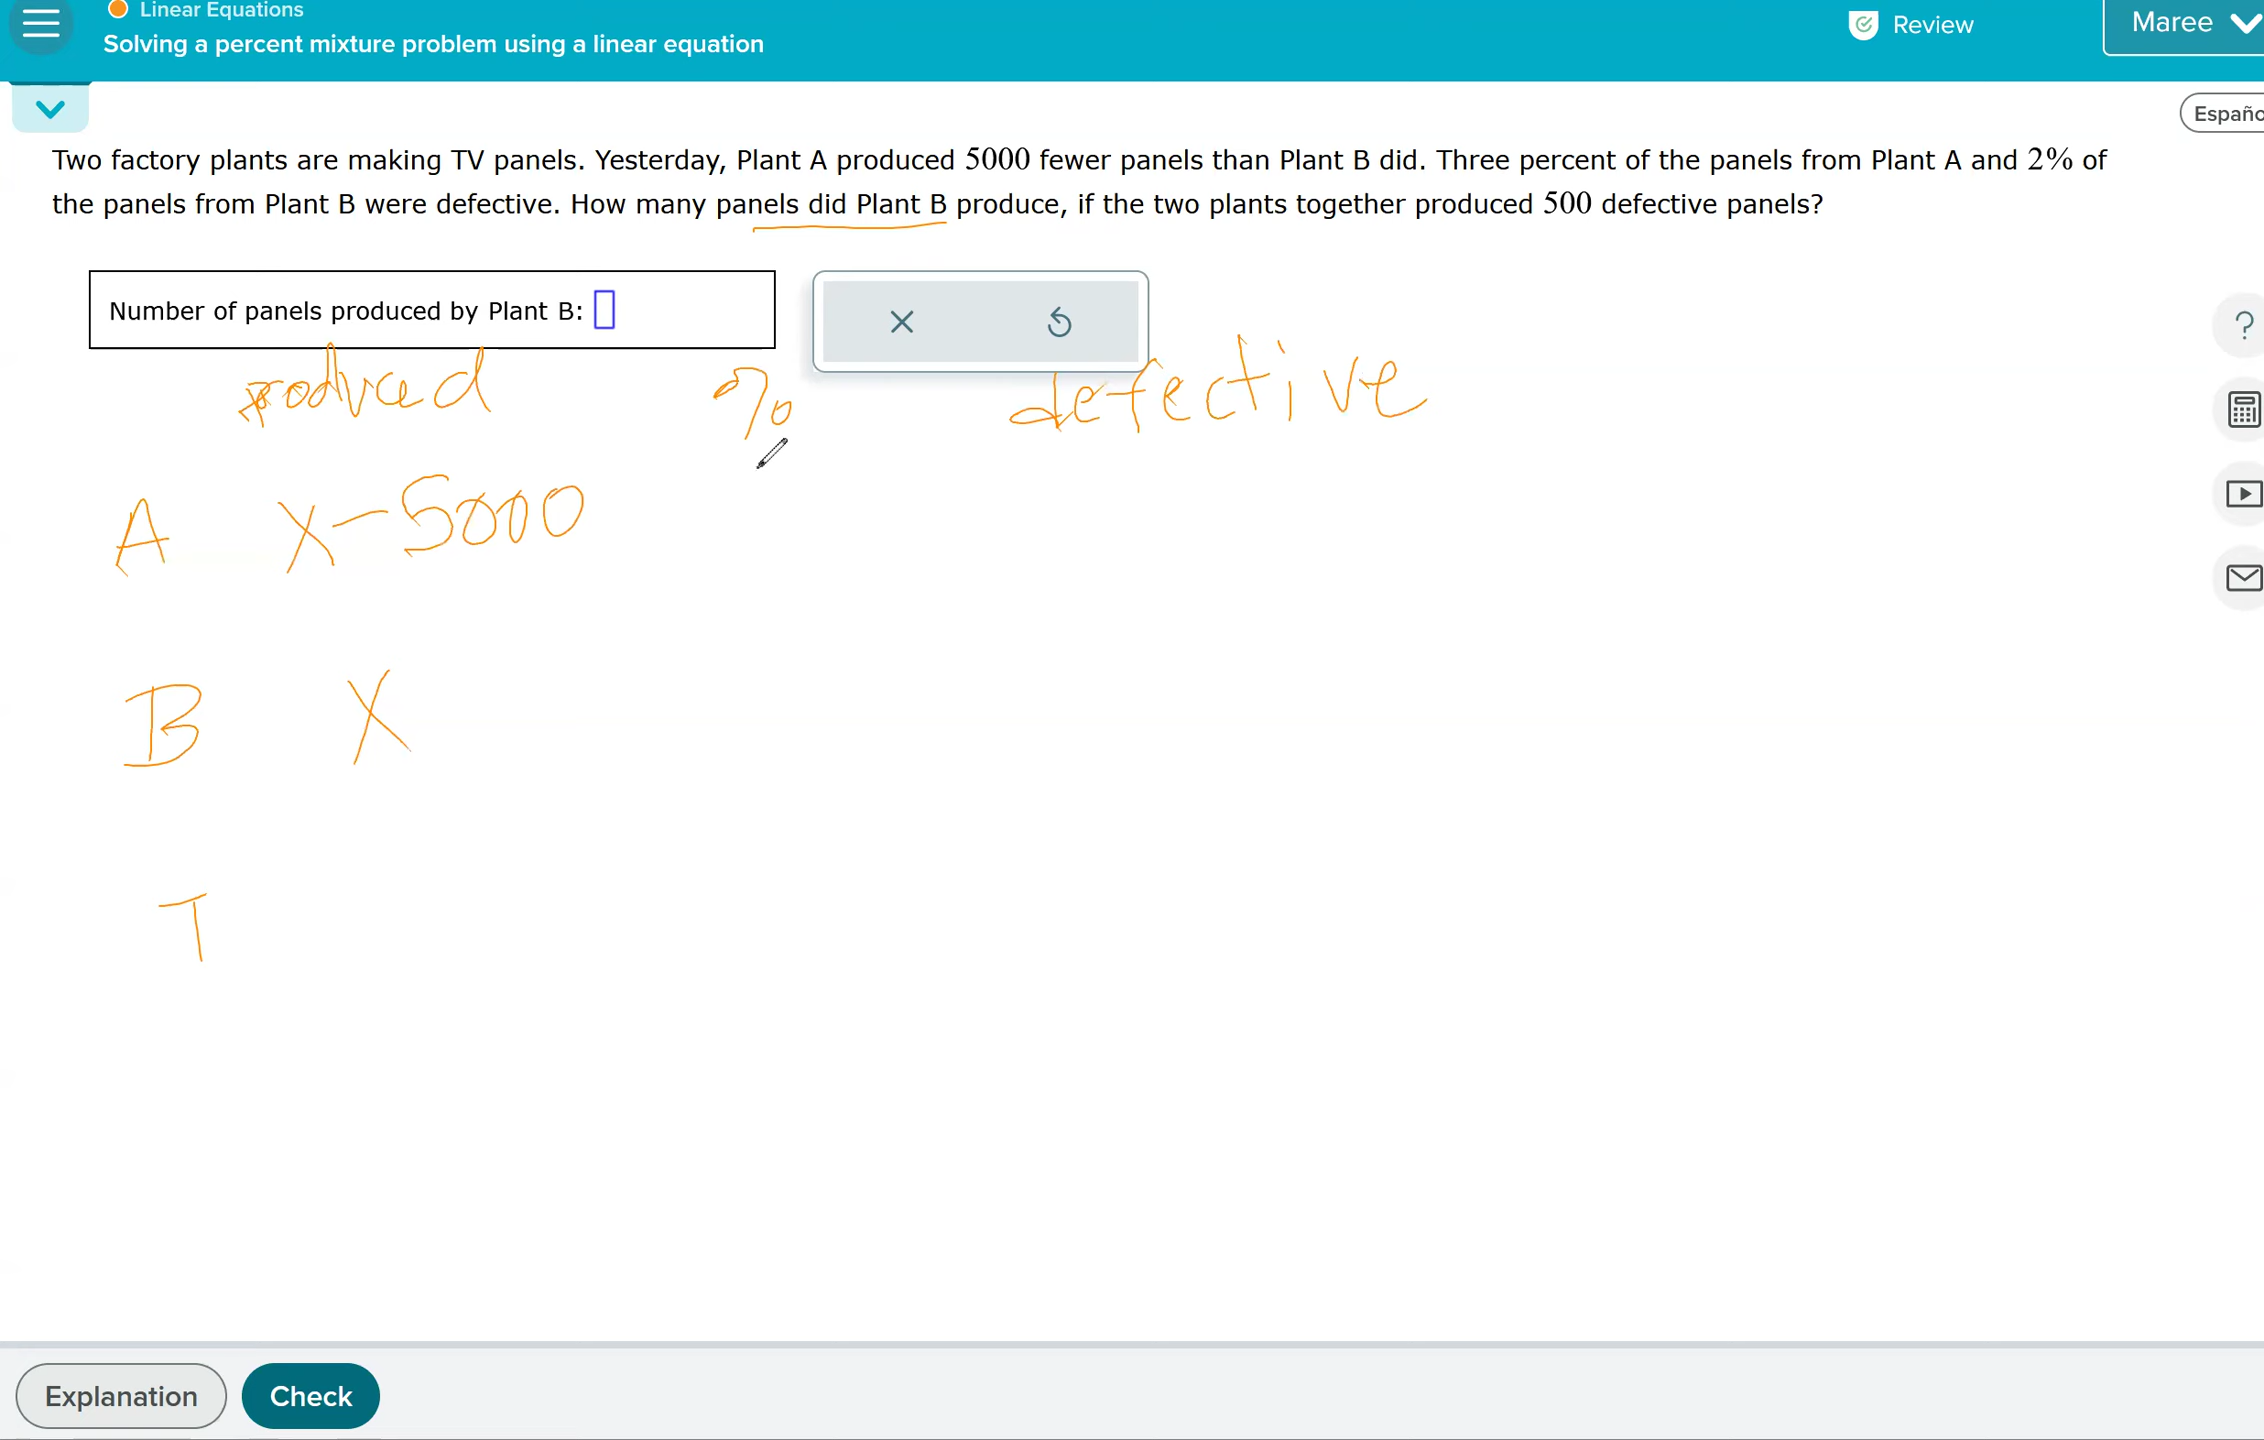 Linear Equations
Solving a percent mixture problem using a linear equation
Review
Maree
Españo
Two factory plants are making TV panels. Yesterday, Plant A produced 5000 fewer panels than Plant B did. Three percent of the panels from Plant A and 2% of
the panels from Plant B were defective. How many panels did Plant B produce, if the two plants together produced 500 defective panels?
Number of panels produced by Plant B:
produced % defective
A X - 5000
B X
T
?
Explanation
Check